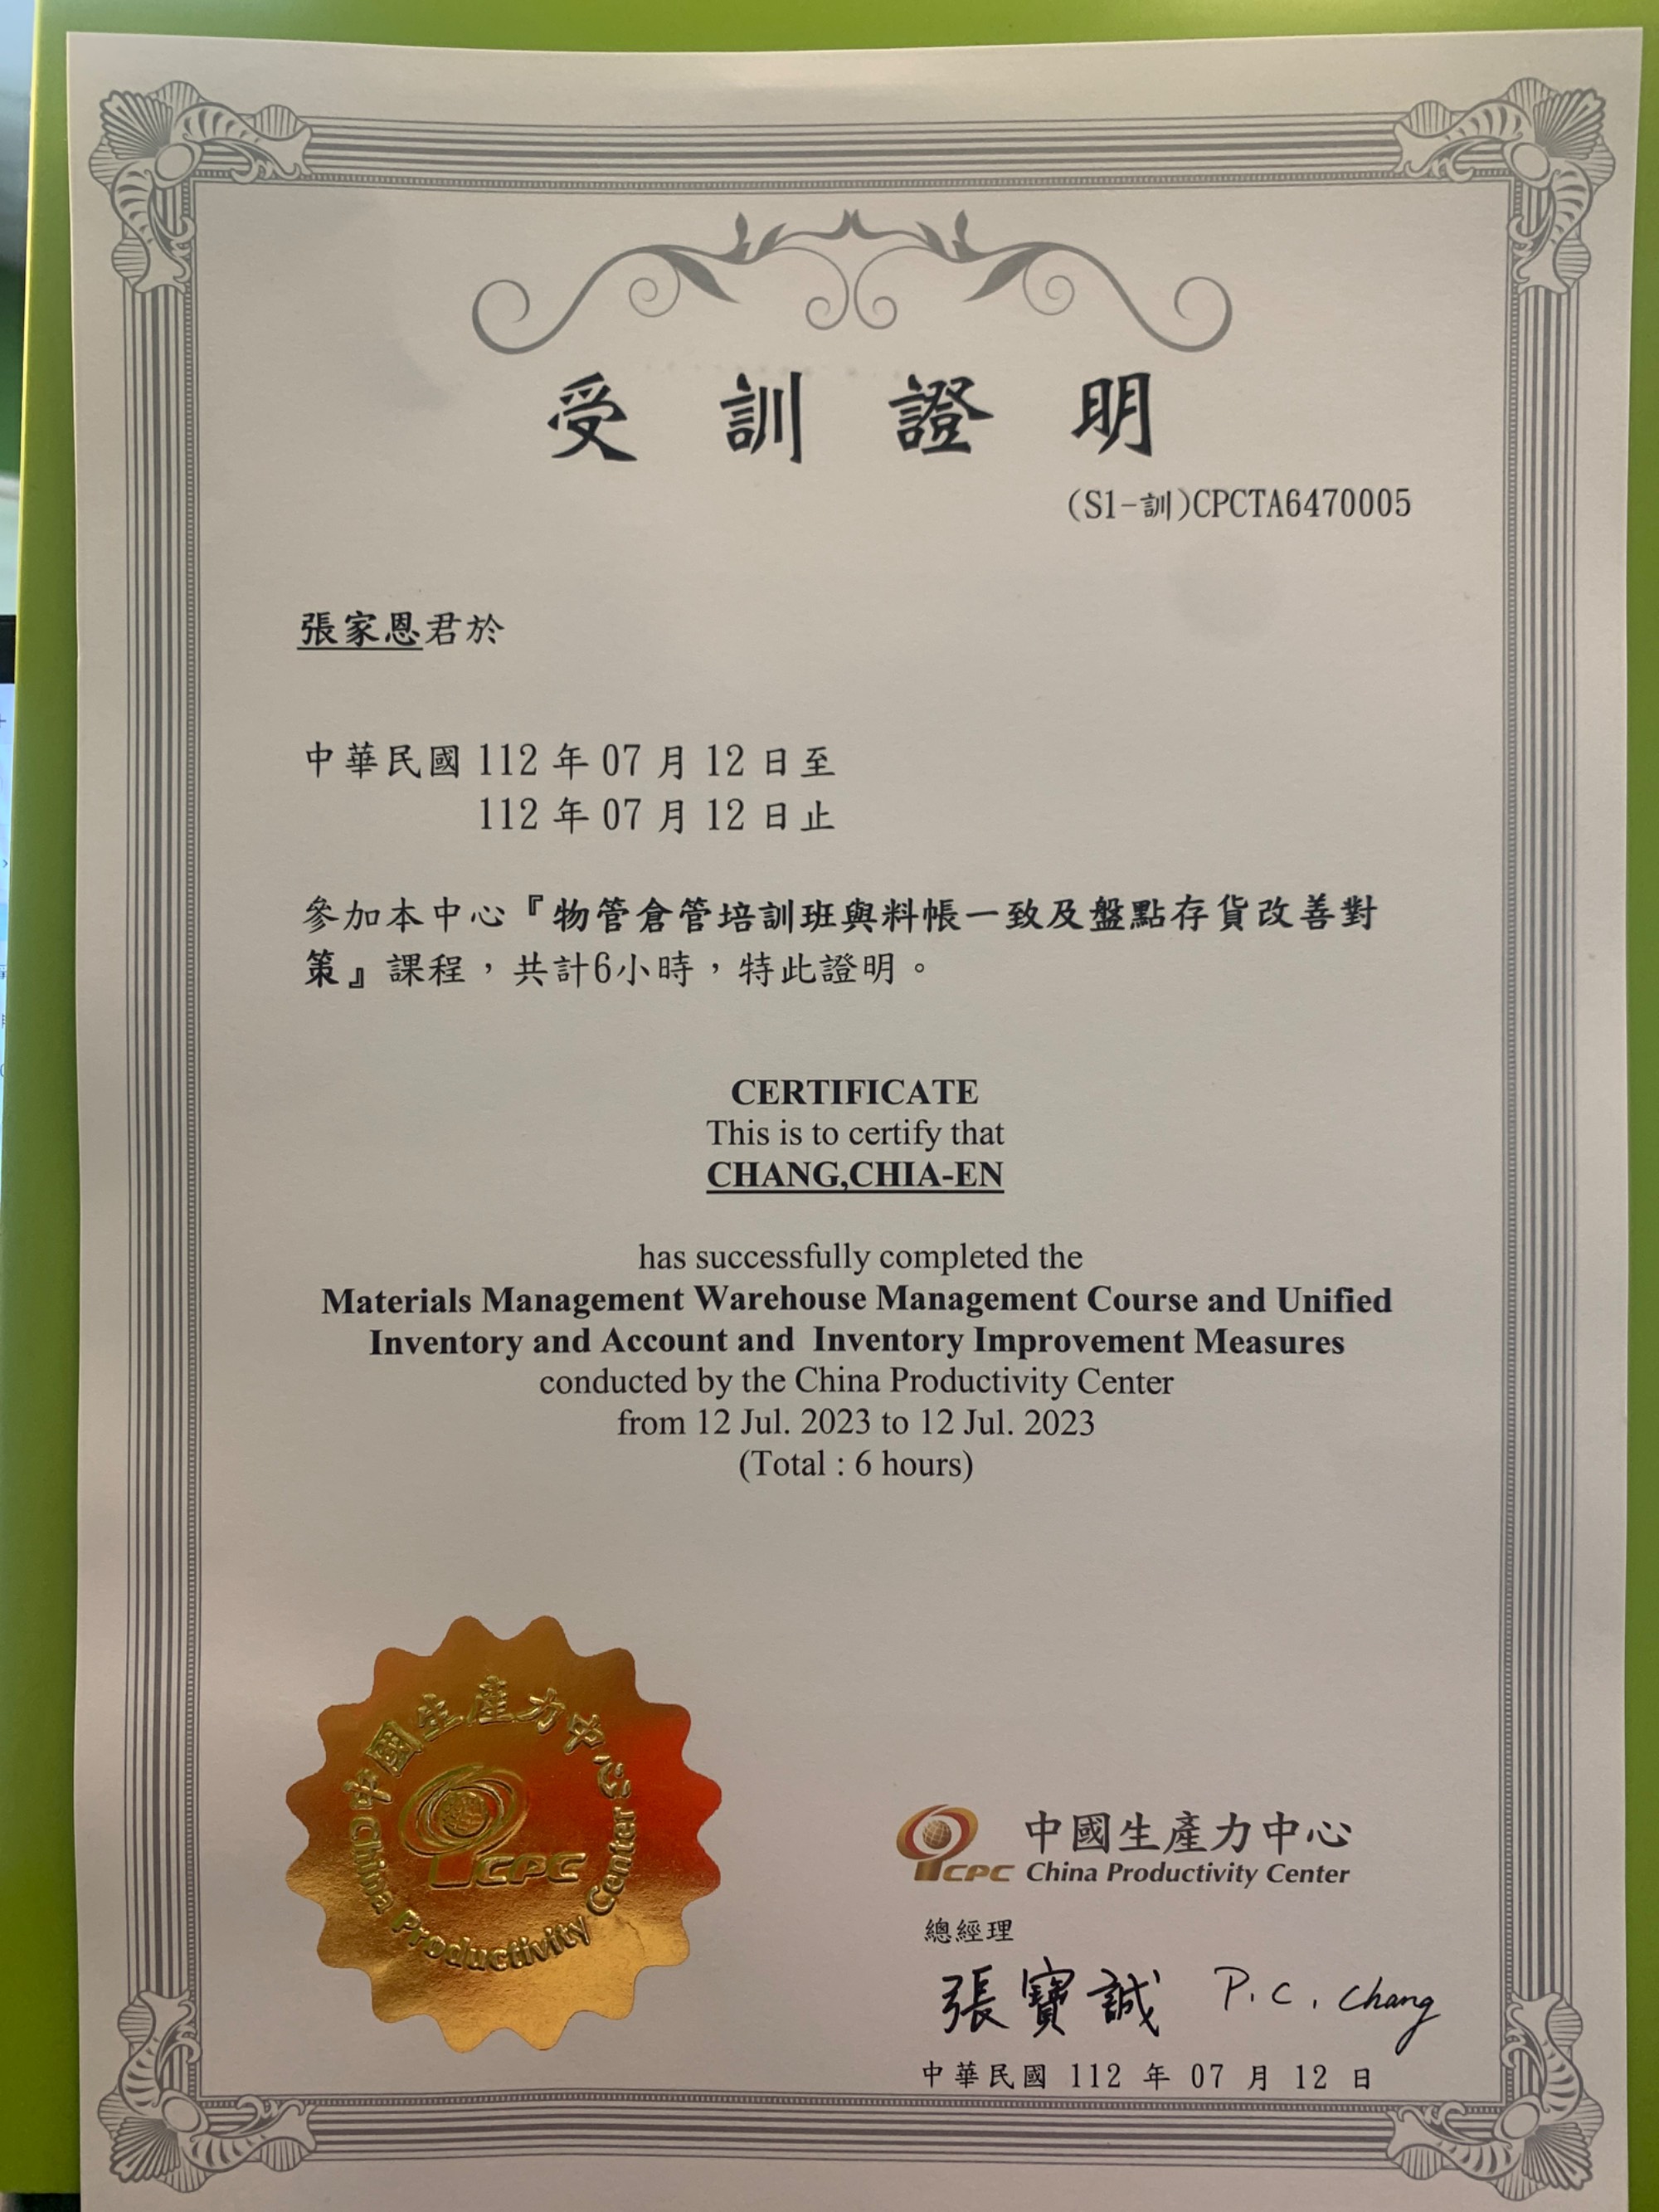 受訓證明
(S1-訓)CPCTA6470005
張家恩君於
中華民國 112 年 07 月 12 日至
112 年 07 月 12 日止
參加本中心『物管倉管培訓班與料帳一致及盤點存貨改善對
策』課程，共計6小時，特此證明。
CERTIFICATE
This is to certify that
CHANG,CHIA-EN
has successfully completed the
Materials Management Warehouse Management Course and Unified
Inventory and Account and Inventory Improvement Measures
conducted by the China Productivity Center
from 12 Jul. 2023 to 12 Jul. 2023
(Total : 6 hours)
中國生產力中心
CPC
China Productivity Center
中國生產力中心
CPC China Productivity Center
總經理
張寶誠 P.C. Chang
中華民國 112 年 07 月 12 日